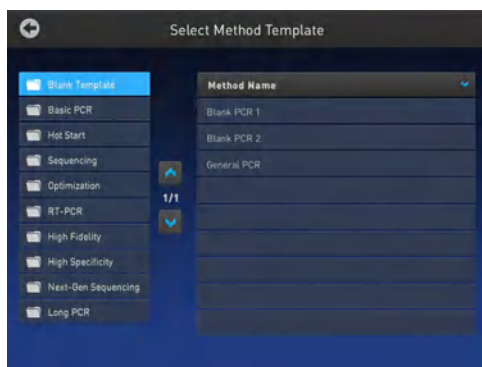 Select Method Template
Blank Template
Basic PCR
Hot Start
Sequencing
Optimization
RT-PCR
High Fidelity
High Specificity
Next-Gen Sequencing
Long PCR
1/1
Method Name
Blank PCR 1
Blank PCR 2
General PCR